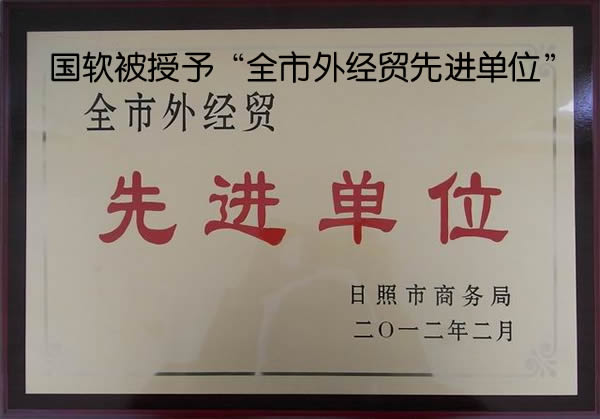 国软被授予“全市外经贸先进单位”
全市外经贸
先进单位
日照市商务局
二〇一二年二月